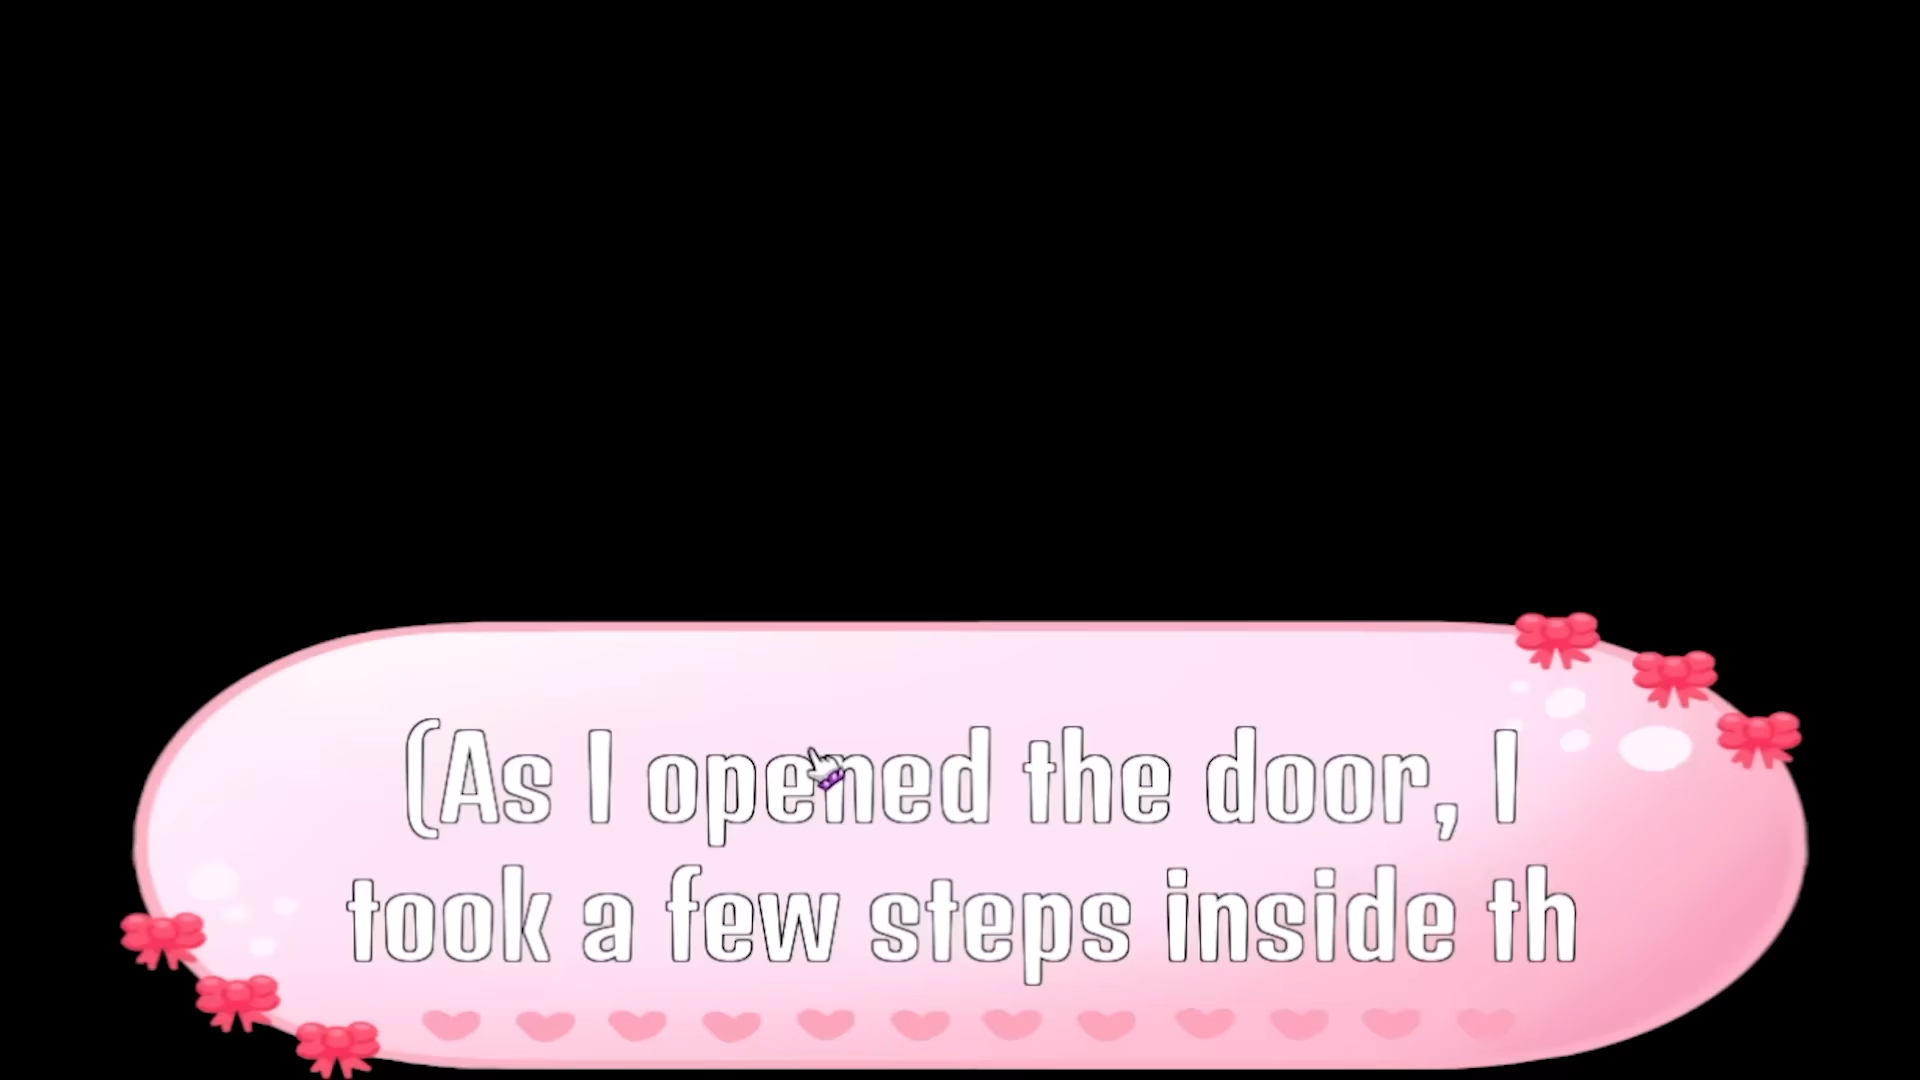 (As I opened the door, I
took a few steps inside th